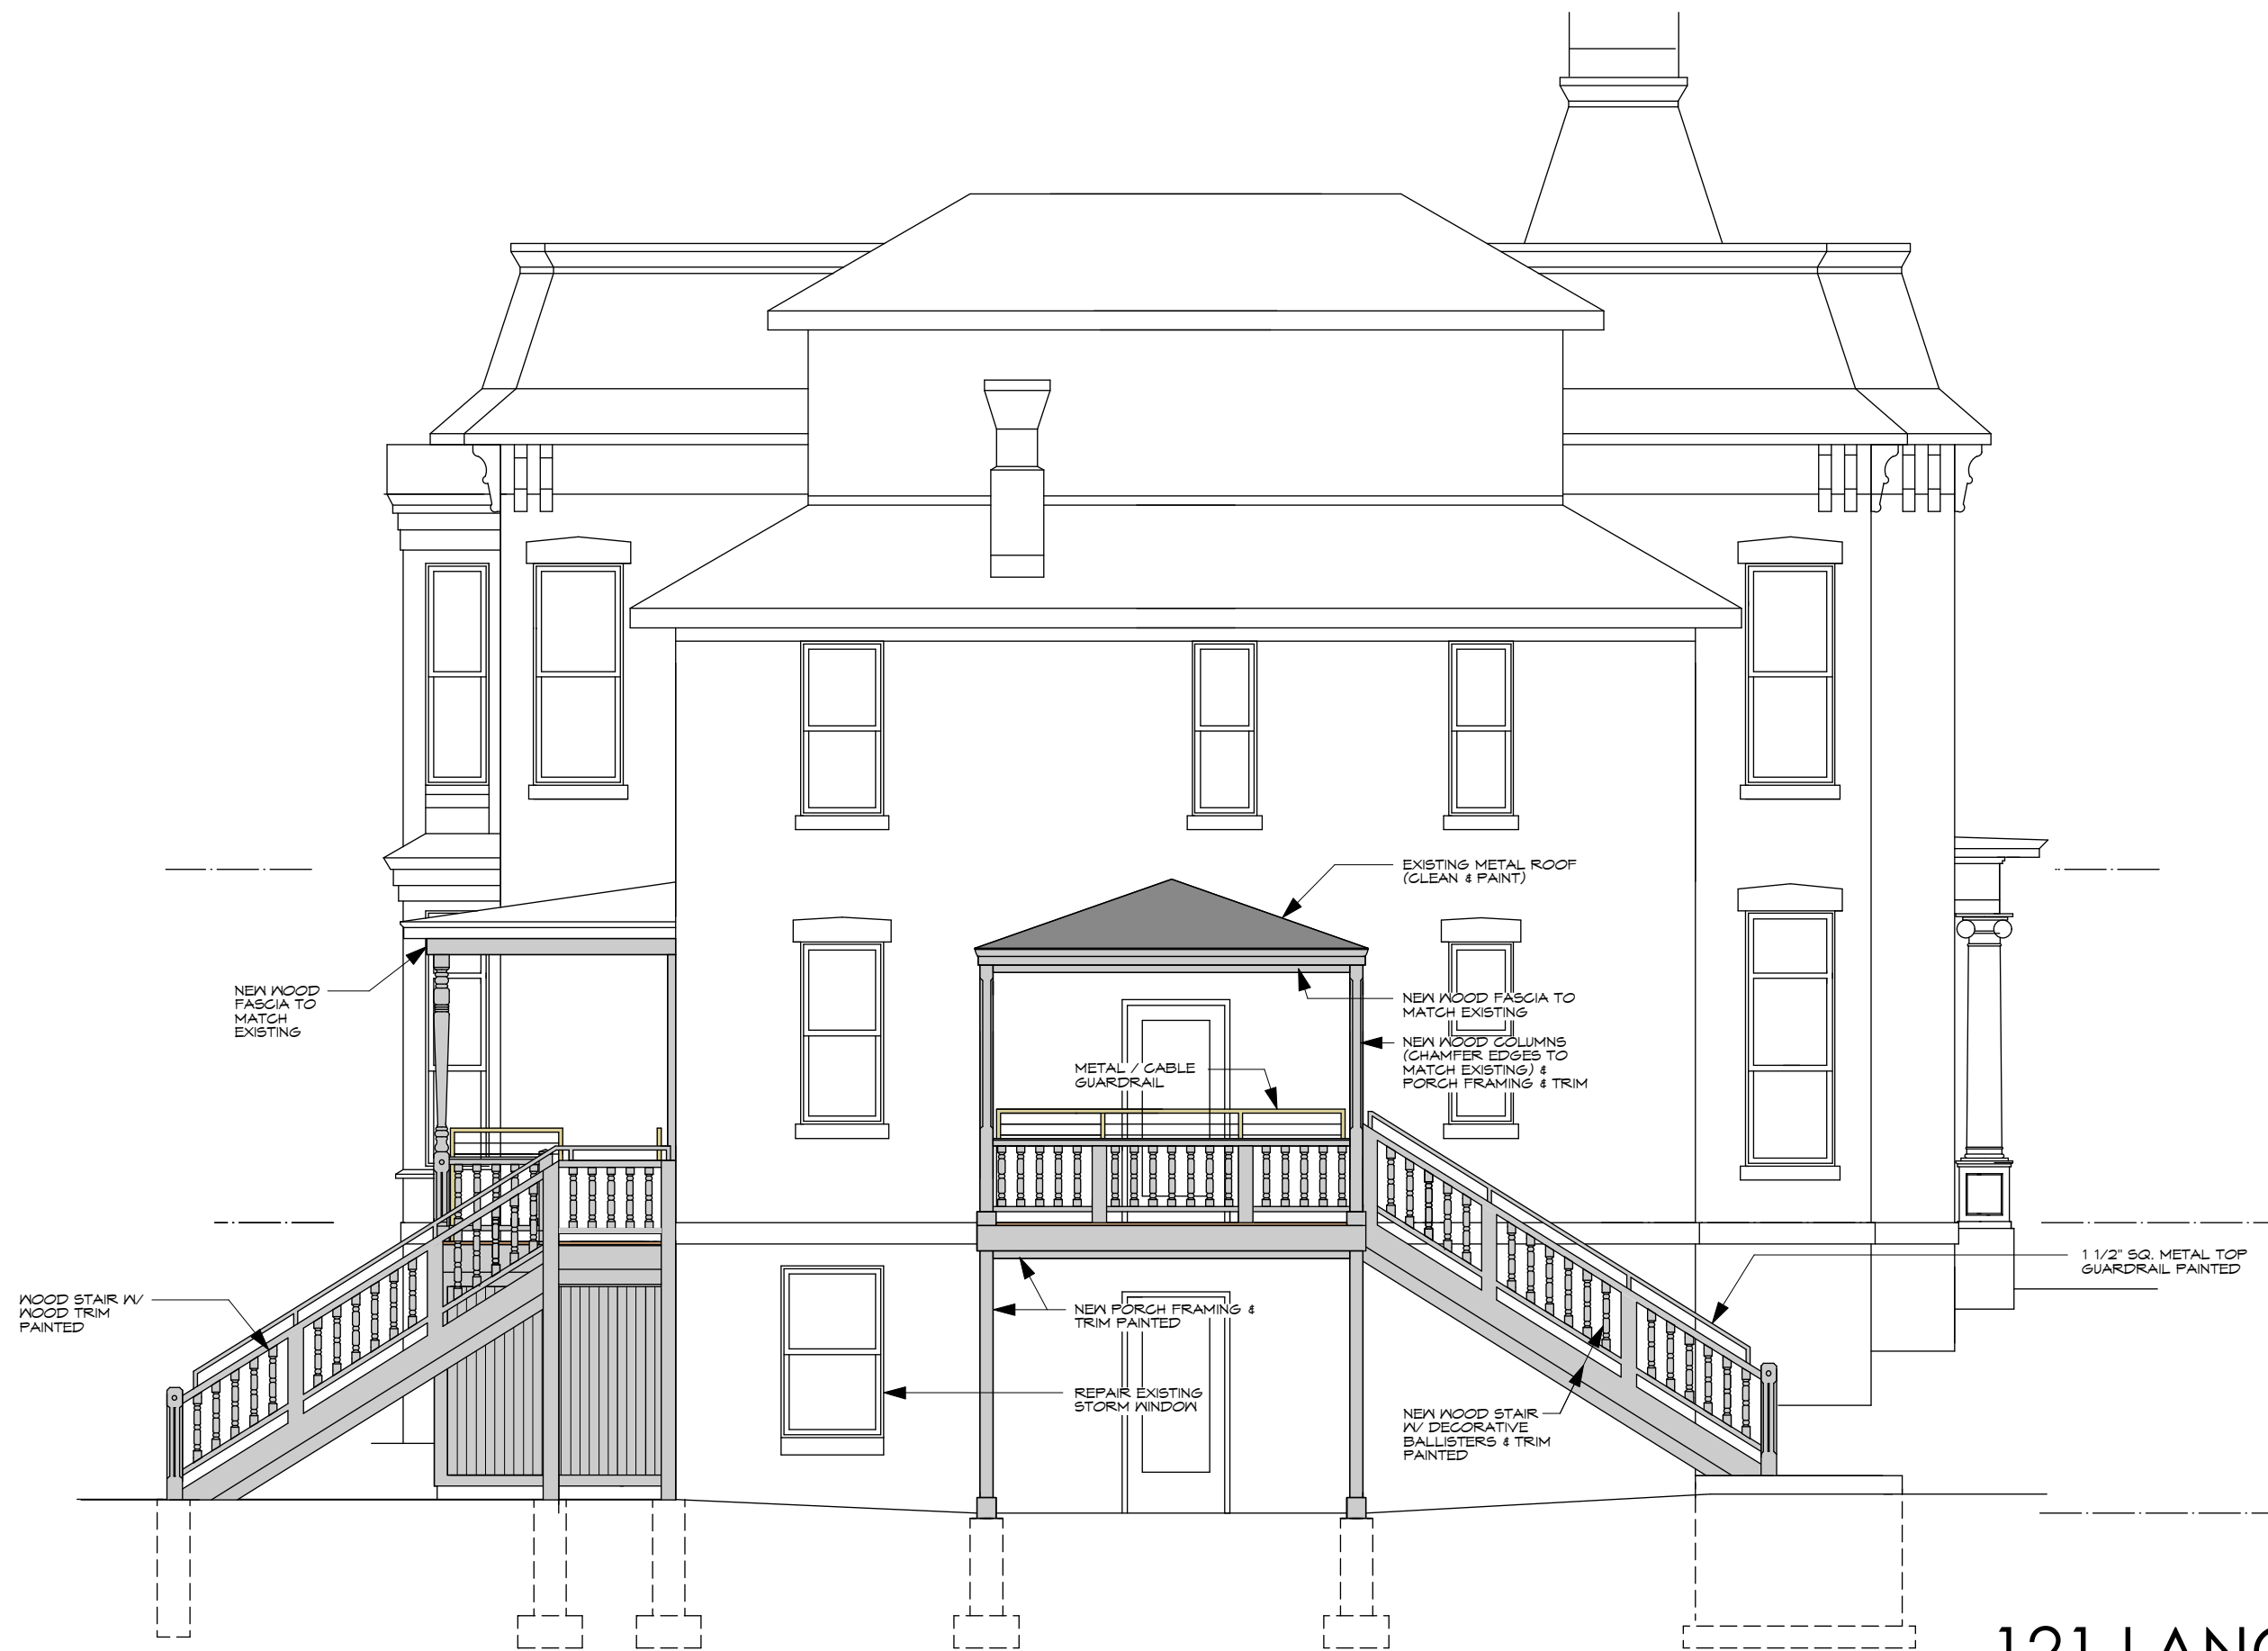 EXISTING METAL ROOF
(CLEAN & PAINT)
NEW WOOD
FASCIA TO
MATCH
EXISTING
NEW WOOD FASCIA TO
MATCH EXISTING
NEW WOOD COLUMNS
(CHAMFER EDGES TO
MATCH EXISTING) &
PORCH FRAMING & TRIM
METAL / CABLE
GUARDRAIL
1 1/2" SQ. METAL TOP
GUARDRAIL PAINTED
WOOD STAIR W/
WOOD TRIM
PAINTED
NEW PORCH FRAMING &
TRIM PAINTED
REPAIR EXISTING
STORM WINDOW
NEW WOOD STAIR
W/ DECORATIVE
BALLISTERS & TRIM
PAINTED
121